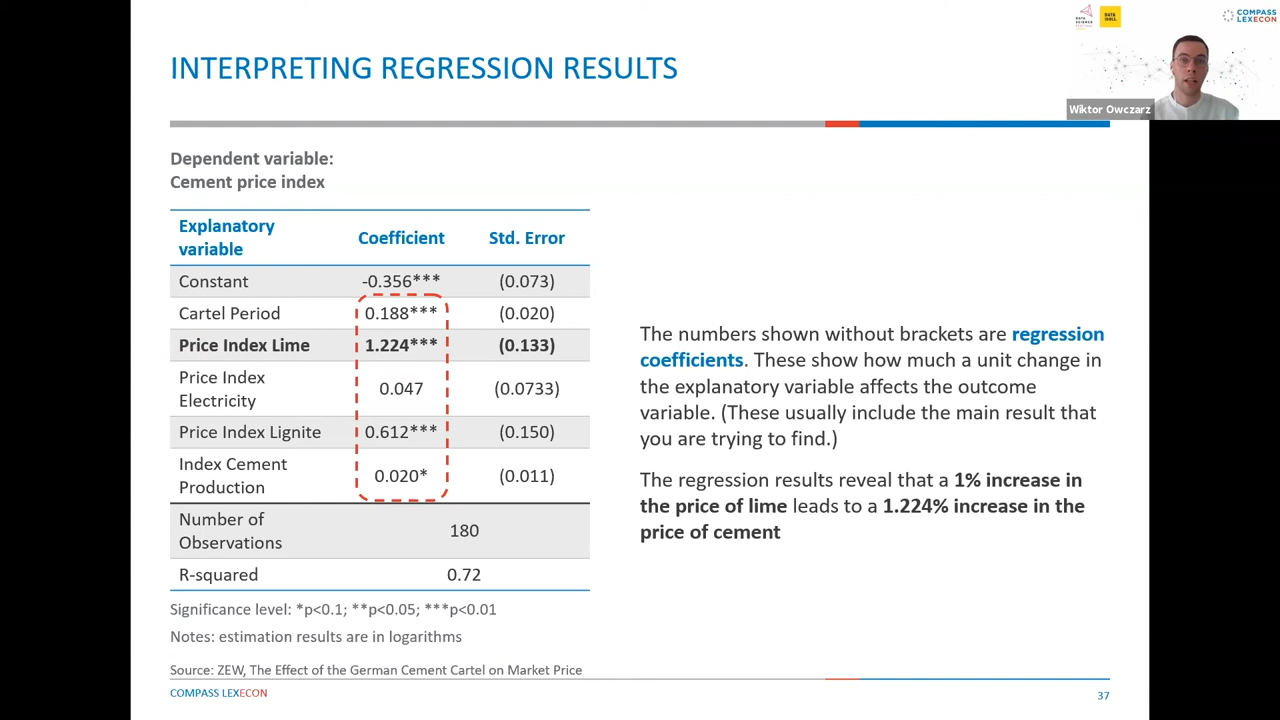 COMPASS
LEXECON
DATA SCIENCE
FESTIVAL
DATA
IDOLS
Wiktor Owczarz
INTERPRETING REGRESSION RESULTS
Dependent variable:
Cement price index
Explanatory
variable
Coefficient
Std. Error
Constant
-0.356***
(0.073)
Cartel Period
0.188***
(0.020)
Price Index Lime
1.224***
(0.133)
Price Index
Electricity
0.047
(0.0733)
Price Index Lignite
0.612***
(0.150)
Index Cement
Production
0.020*
(0.011)
Number of
Observations
180
R-squared
0.72
Significance level: *p<0.1; **p<0.05; ***p<0.01
Notes: estimation results are in logarithms
Source: ZEW, The Effect of the German Cement Cartel on Market Price
The numbers shown without brackets are regression
coefficients. These show how much a unit change in
the explanatory variable affects the outcome
variable. (These usually include the main result that
you are trying to find.)
The regression results reveal that a 1% increase in
the price of lime leads to a 1.224% increase in the
price of cement
COMPASS LEXECON
37